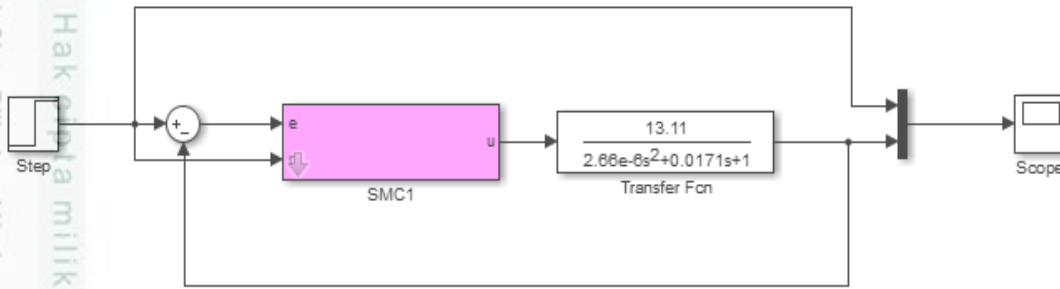 Hak cipta milik
Step
+
-
e
u
SMC1
13.11
2.66e-6s²+0.0171s+1
Transfer Fcn
Scope